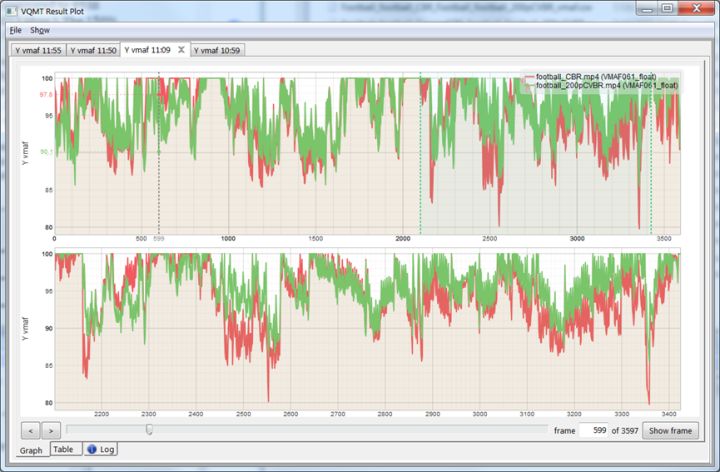 VQMT Result Plot
File Show
Y vmaf 11:55 Y vmaf 11:50 Y vmaf 11:09 Y vmaf 10:59
football_CBR.mp4 (VMAF061_float)
football_200pCVBR.mp4 (VMAF061_float)
100
97.8
95
90.1
85
80
Y vmaf
0 500 599 1000 1500 2000 2500 3000 3500
100
95
90
85
80
Y vmaf
2200 2300 2400 2500 2600 2700 2800 2900 3000 3100 3200 3300 3400
< > frame 599 of 3597 Show frame
Graph Table Log